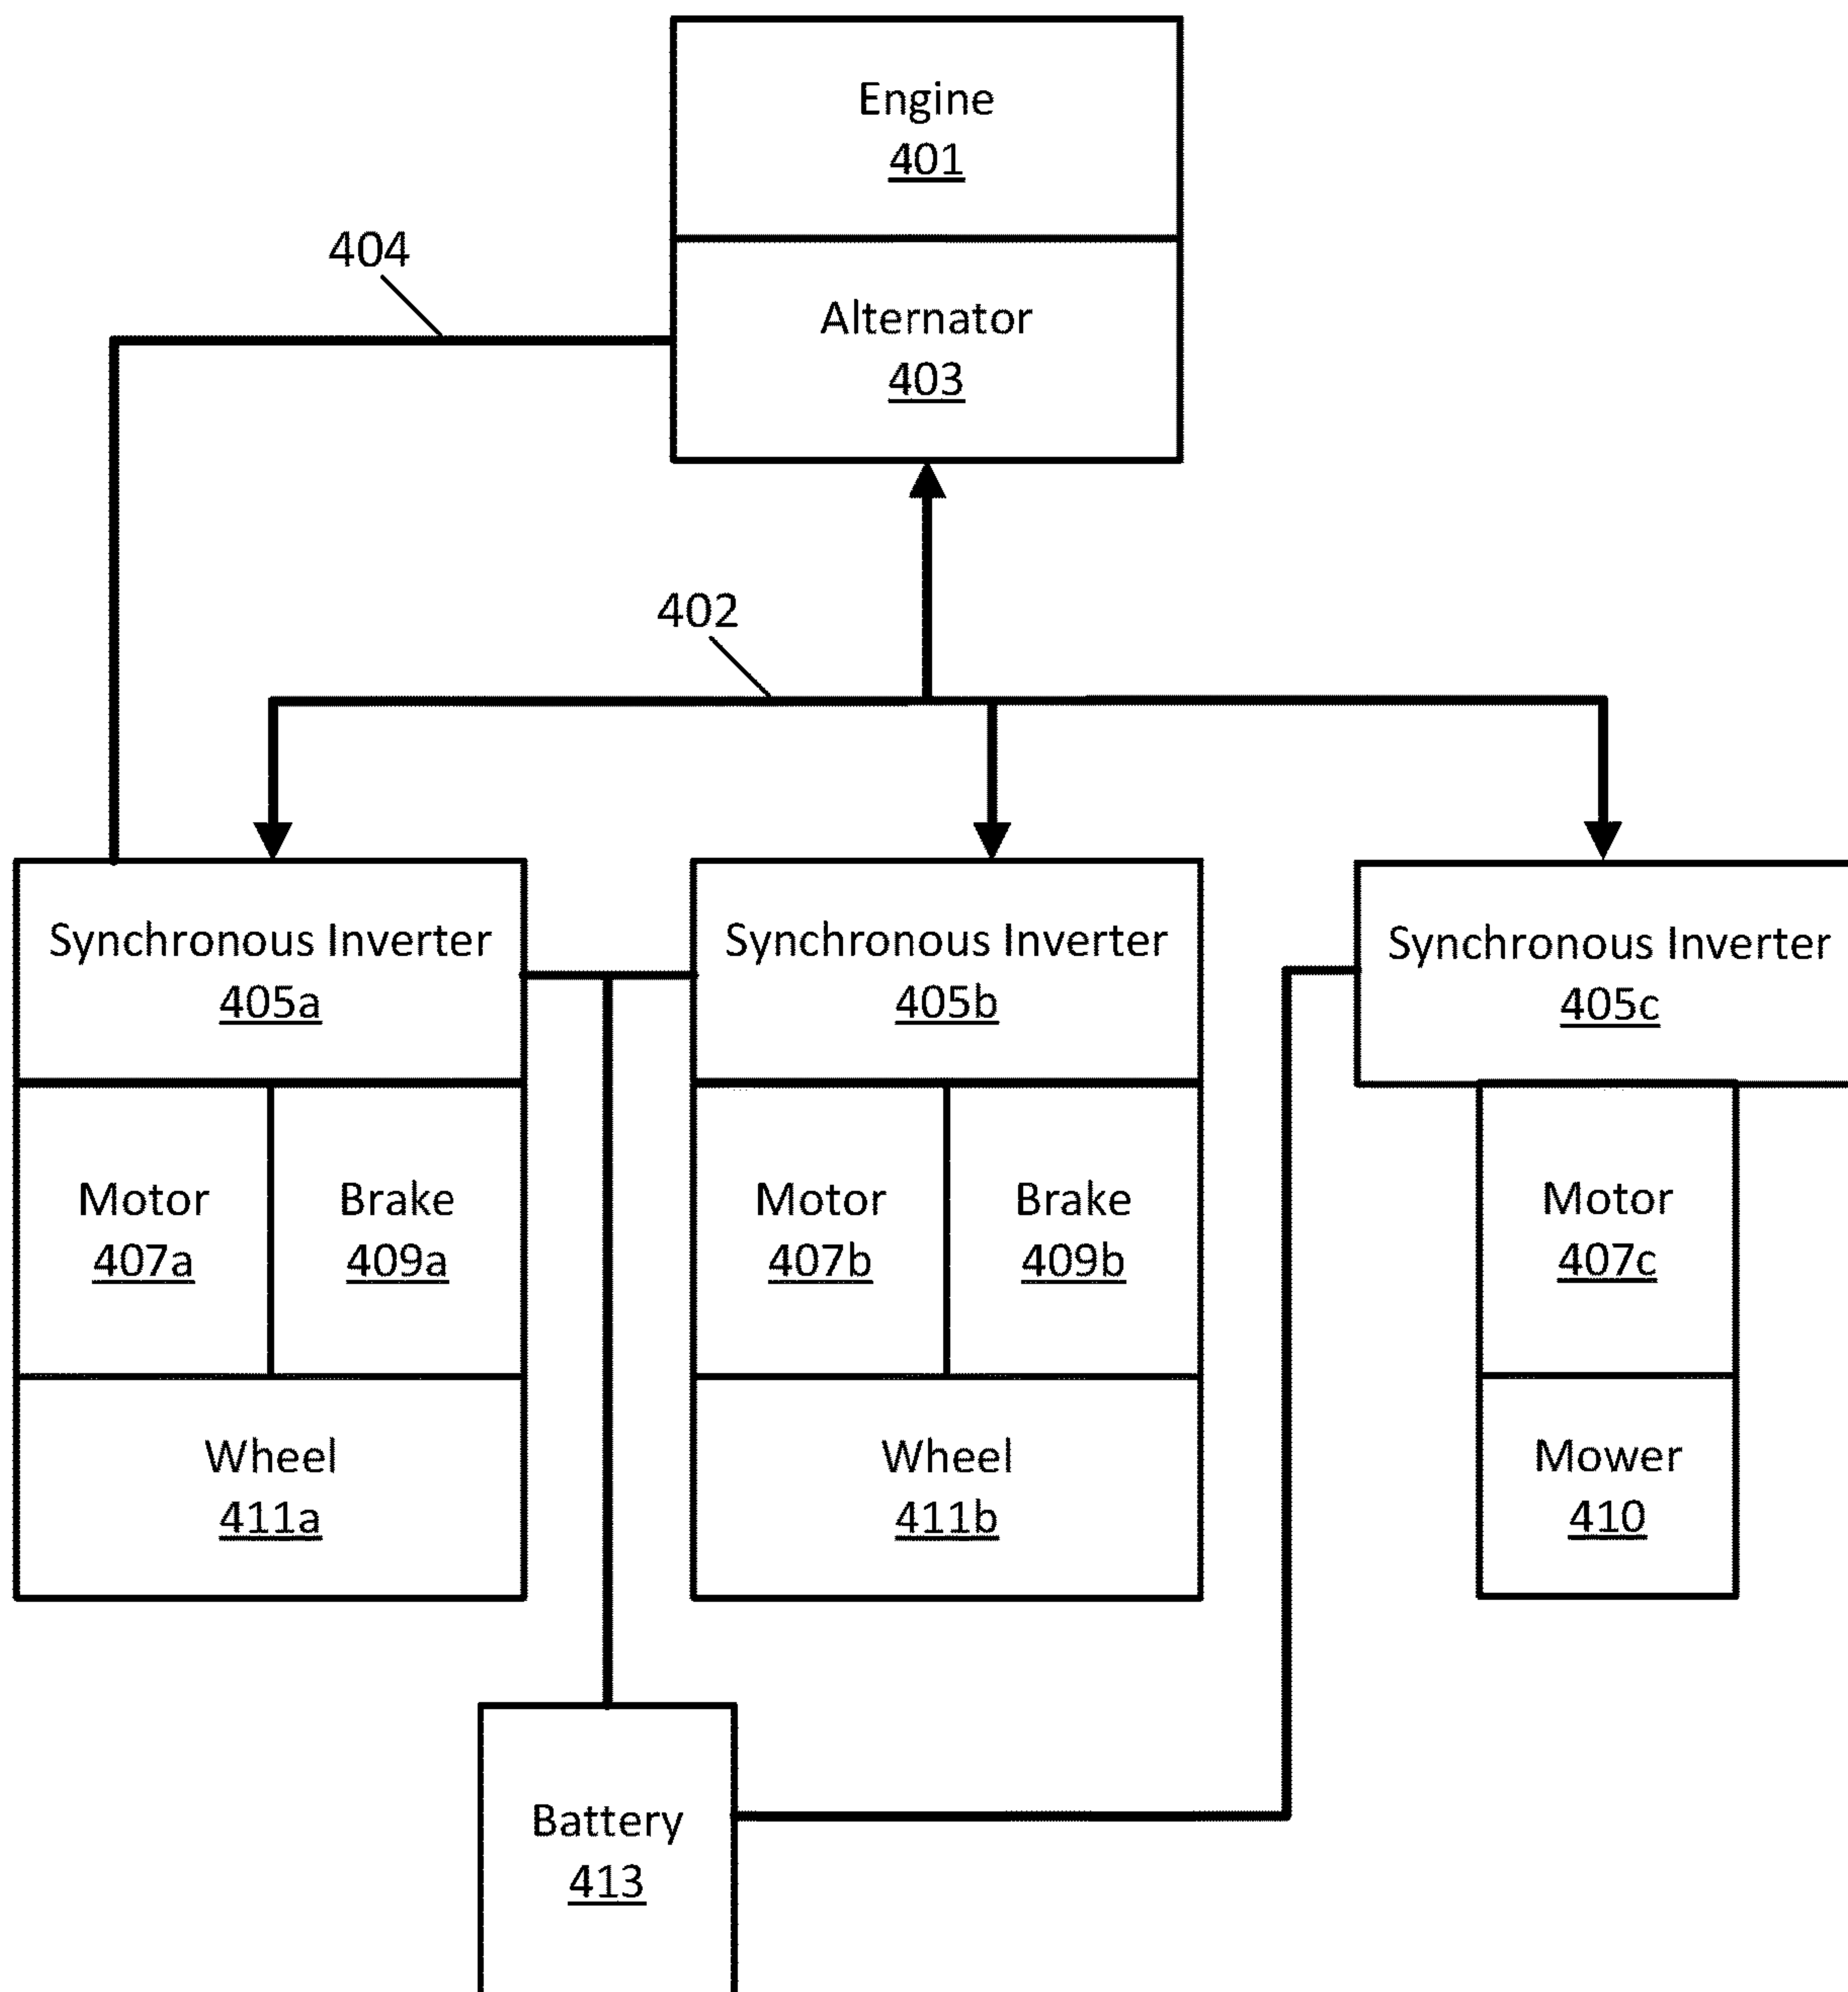 Engine
401
404
Alternator
403
402
Synchronous Inverter
405a
Synchronous Inverter
405b
Synchronous Inverter
405c
Motor
407a
Brake
409a
Motor
407b
Brake
409b
Motor
407c
Wheel
411a
Wheel
411b
Mower
410
Battery
413